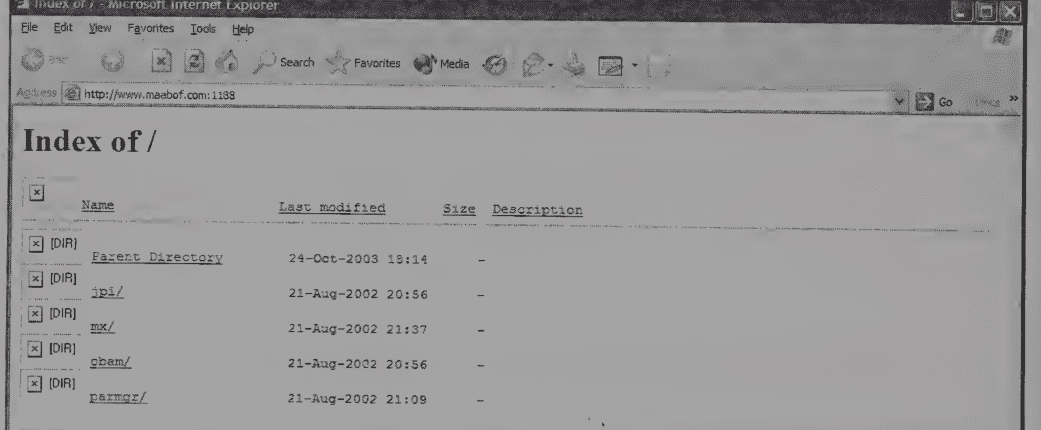 Index of / - Microsoft Internet Explorer
File Edit View Favorites Tools Help
Search Favorites Media
Address http://www.maabof.com:1188 Go Links »
Index of /
Name Last modified Size Description
[DIR] Parent Directory 24-Oct-2003 18:14 -
[DIR] jpi/ 21-Aug-2002 20:56 -
[DIR] mx/ 21-Aug-2002 21:37 -
[DIR] cbam/ 21-Aug-2002 20:56 -
[DIR] parmgr/ 21-Aug-2002 21:09 -